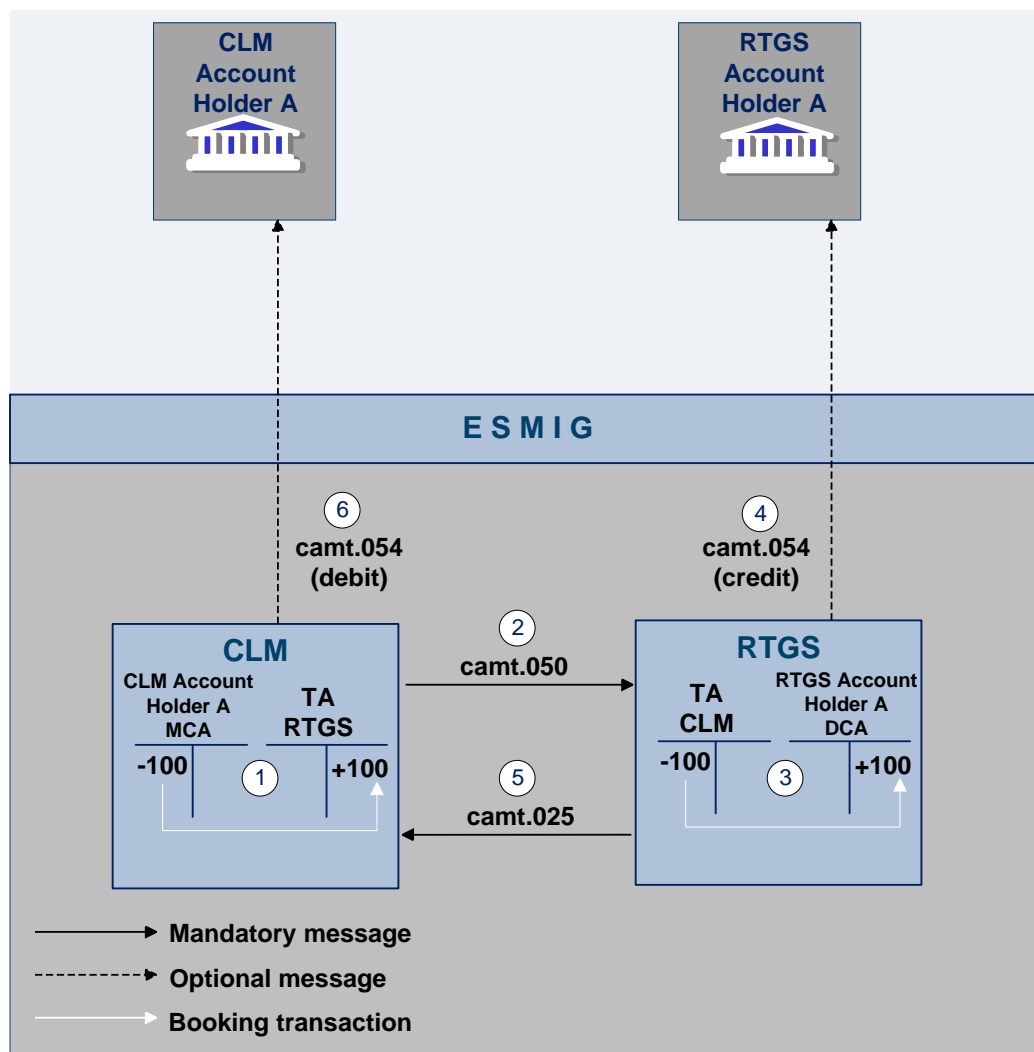 CLM
Account
Holder A
RTGS
Account
Holder A
E S M I G
6
camt.054
(debit)
4
camt.054
(credit)
2
camt.050
CLM
CLM Account
Holder A
MCA
TA
RTGS
-100
1
+100
RTGS
TA
CLM
RTGS Account
Holder A
DCA
-100
3
+100
5
camt.025
Mandatory message
Optional message
Booking transaction